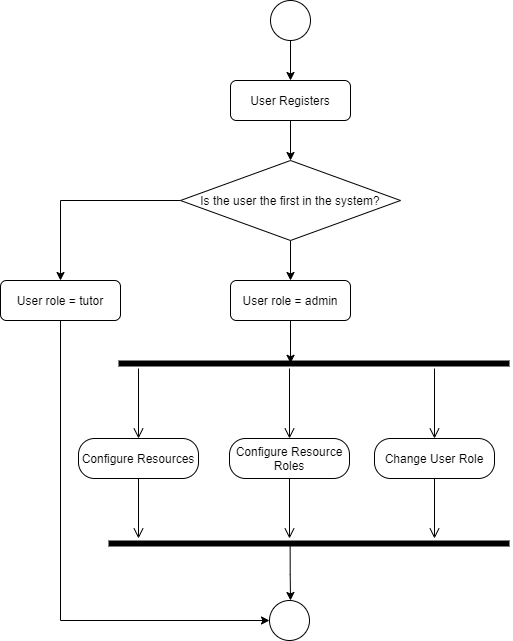 User Registers
Is the user the first in the system?
User role = tutor
User role = admin
Configure Resources
Configure Resource
Roles
Change User Role